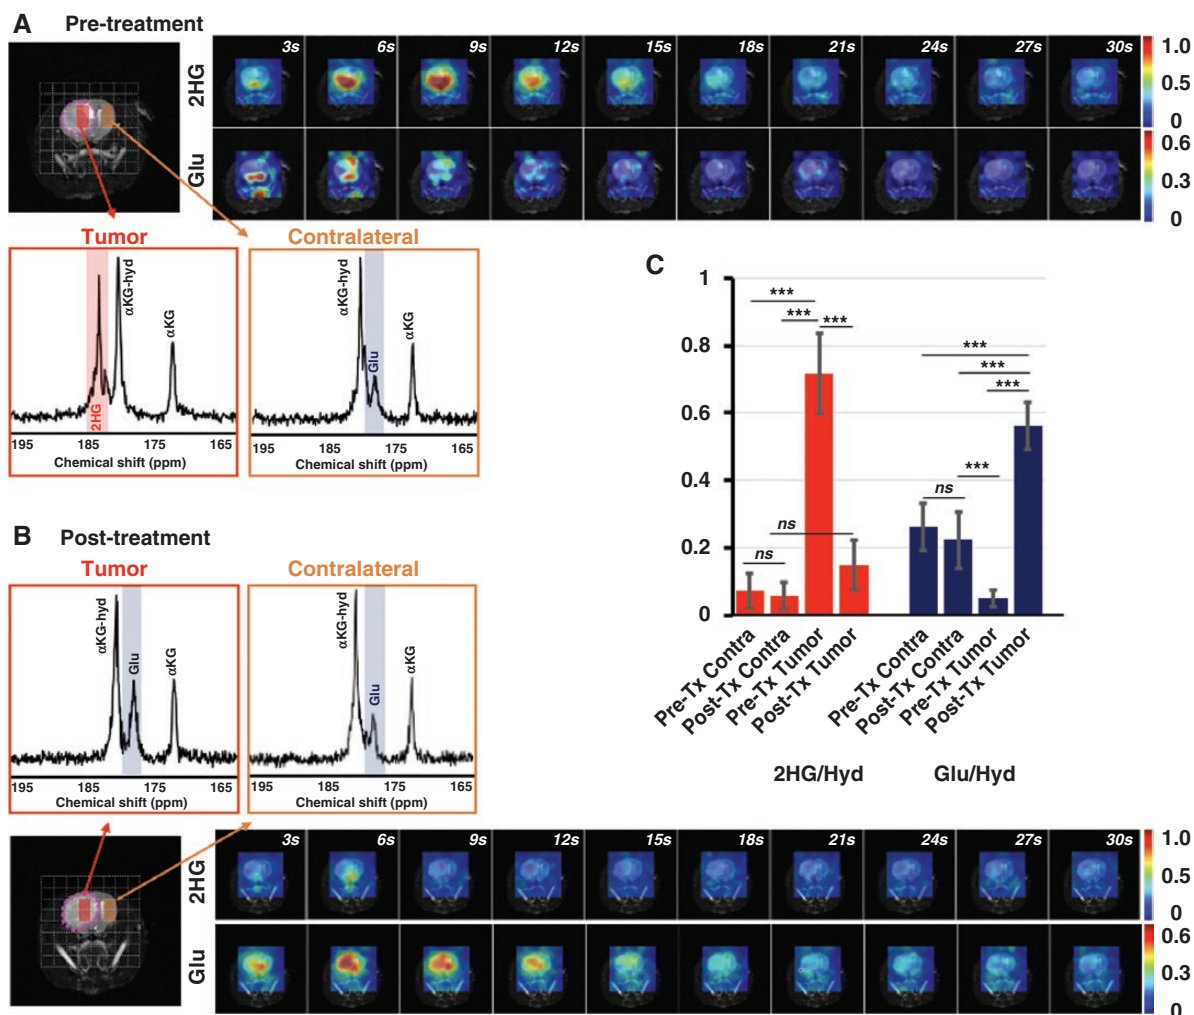 A Pre-treatment
3s 6s 9s 12s 15s 18s 21s 24s 27s 30s
2HG
1.0
0.5
0
Glu
0.6
0.3
0
Tumor
2HG
αKG-hyd
αKG
195 185 175 165
Chemical shift (ppm)
Contralateral
αKG-hyd
Glu
αKG
195 185 175 165
Chemical shift (ppm)
B Post-treatment
Tumor
αKG-hyd
Glu
αKG
195 185 175 165
Chemical shift (ppm)
Contralateral
αKG-hyd
Glu
αKG
195 185 175 165
Chemical shift (ppm)
C
1
0.8
0.6
0.4
0.2
0
***
*** ***
ns
ns
***
***
***
***
ns
Pre-Tx Contra
Post-Tx Contra
Pre-Tx Tumor
Post-Tx Tumor
Pre-Tx Contra
Post-Tx Contra
Pre-Tx Tumor
Post-Tx Tumor
2HG/Hyd Glu/Hyd
3s 6s 9s 12s 15s 18s 21s 24s 27s 30s
2HG
1.0
0.5
0
Glu
0.6
0.3
0